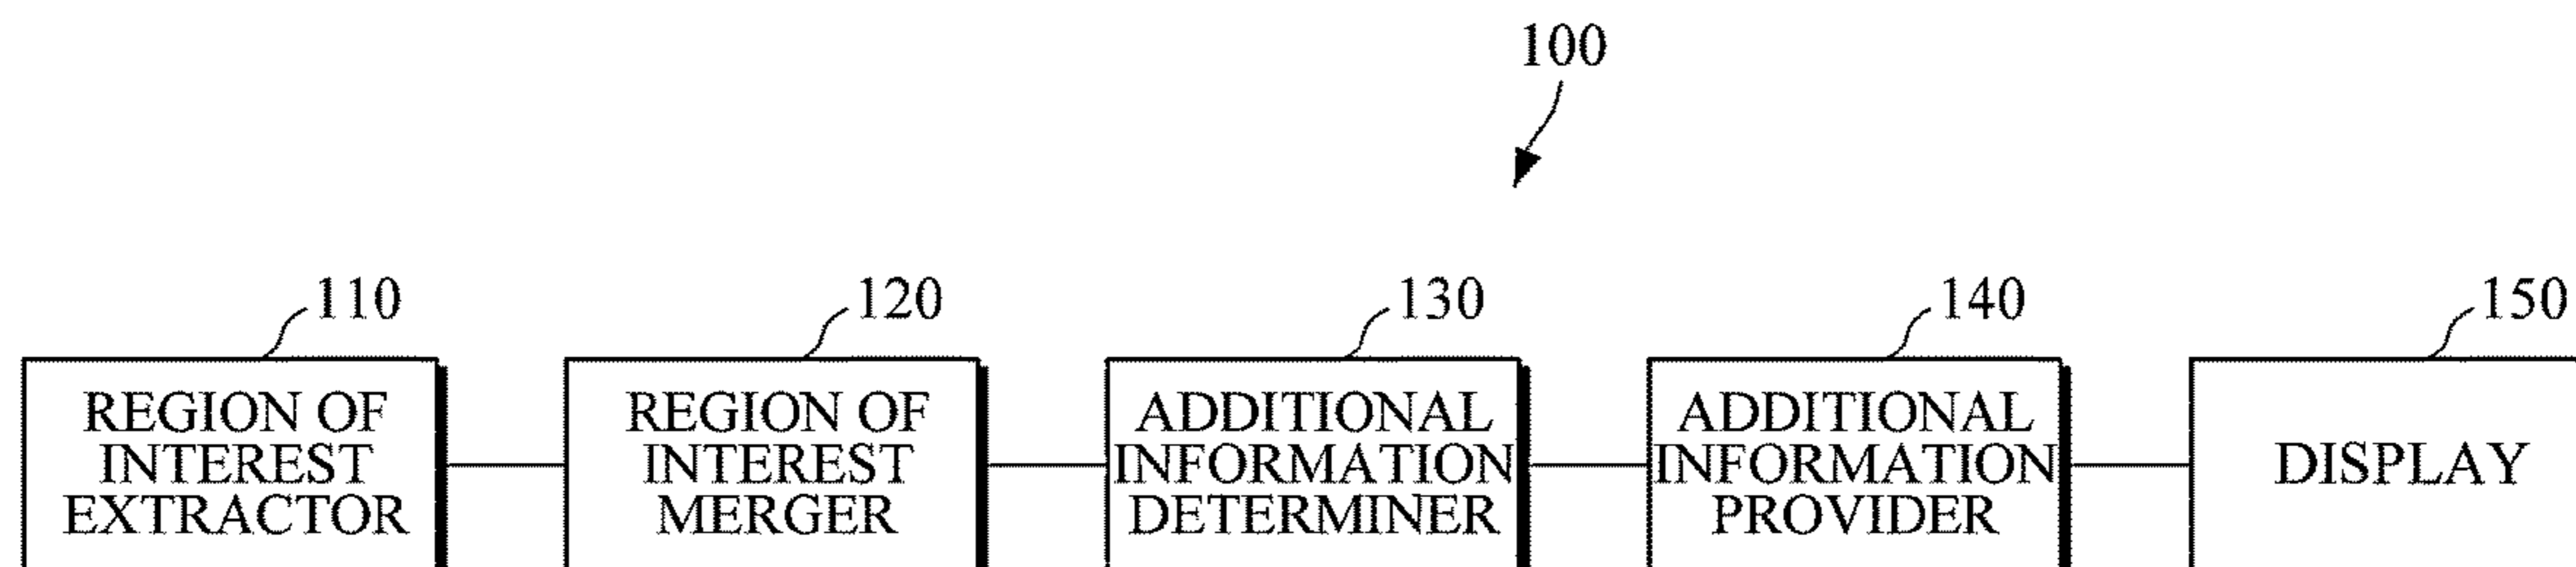 100
110
120
130
140
150
REGION OF
INTEREST
EXTRACTOR
REGION OF
INTEREST
MERGER
ADDITIONAL
INFORMATION
DETERMINER
ADDITIONAL
INFORMATION
PROVIDER
DISPLAY